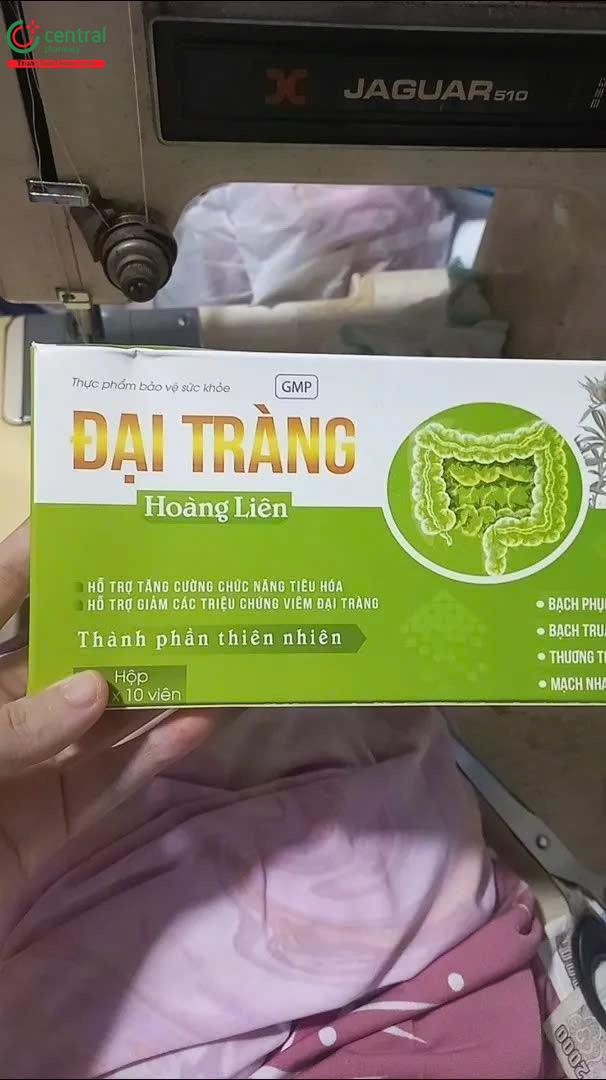 central
pharmacy
JAGUAR 510
Thực phẩm bảo vệ sức khỏe
GMP
ĐẠI TRÀNG
Hoàng Liên
HỖ TRỢ TĂNG CƯỜNG CHỨC NĂNG TIÊU HÓA
HỖ TRỢ GIẢM CÁC TRIỆU CHỨNG VIÊM ĐẠI TRÀNG
Thành phần thiên nhiên
Hộp
x 10 viên
• BẠCH PHỤ
• BẠCH TRU
• THƯƠNG T
• MẠCH NHA
2000